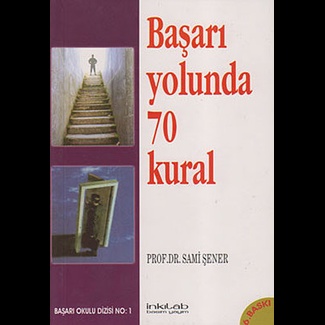 Başarı
yolunda
70
kural
PROF.DR. SAMİ ŞENER
BAŞARI OKULU DİZİSİ NO: 1
inkılab
basım yayım
6. BASKI